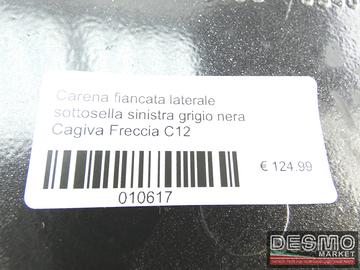 Carena fiancata laterale
sottosella sinistra grigio nera
Cagiva Freccia C12
€ 124.99
010617
DESMO
MARKET